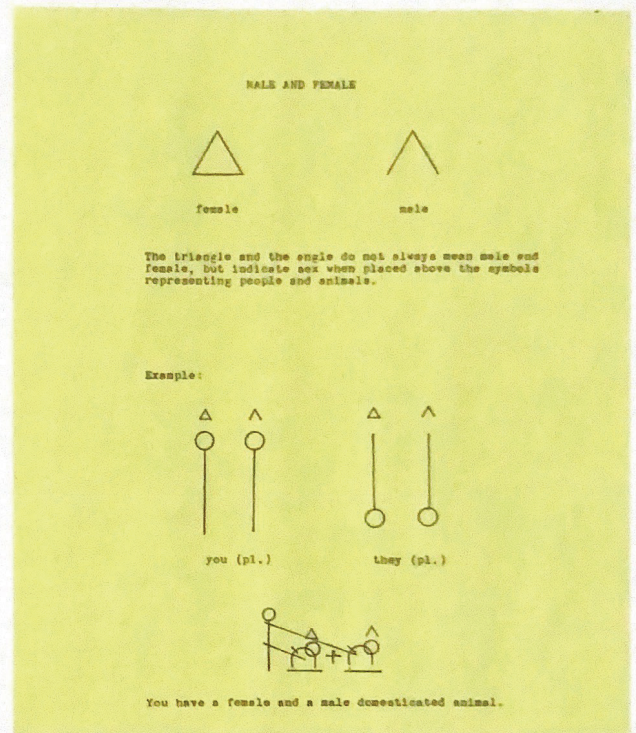 MALE AND FEMALE
female
male
The triangle and the angle do not always mean male and
female, but indicate sex when placed above the symbols
representing people and animals.
Example:
you (pl.)
they (pl.)
You have a female and a male domesticated animal.